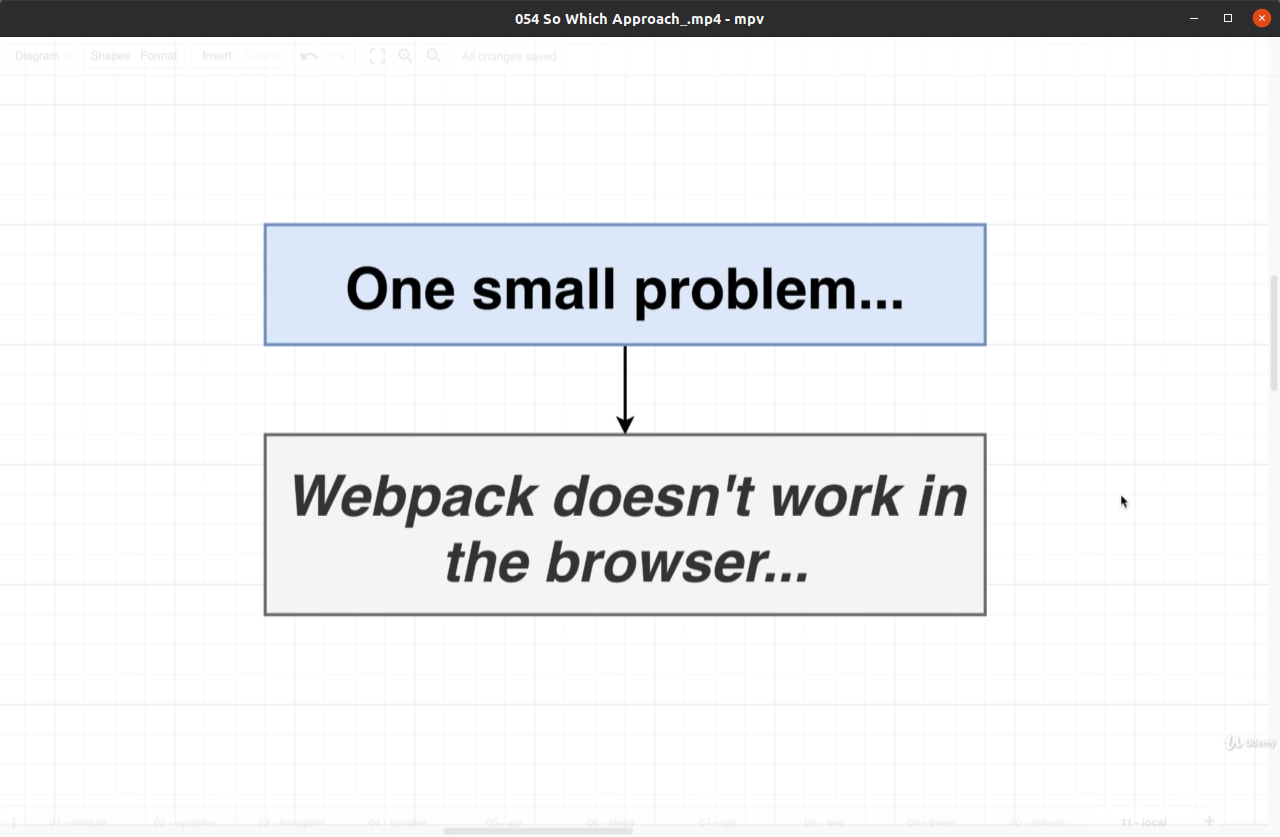 054 So Which Approach_.mp4 - mpv
Diagram Shapes Format Insert Delete All changes saved
One small problem...
Webpack doesn't work in
the browser...
Udemy
01 - module 02 - systems 03 - transpiler 04 - bundler 05 - wp 06 - steps 07 - opt 08 - two 09 - three 10 - remote 11 - local